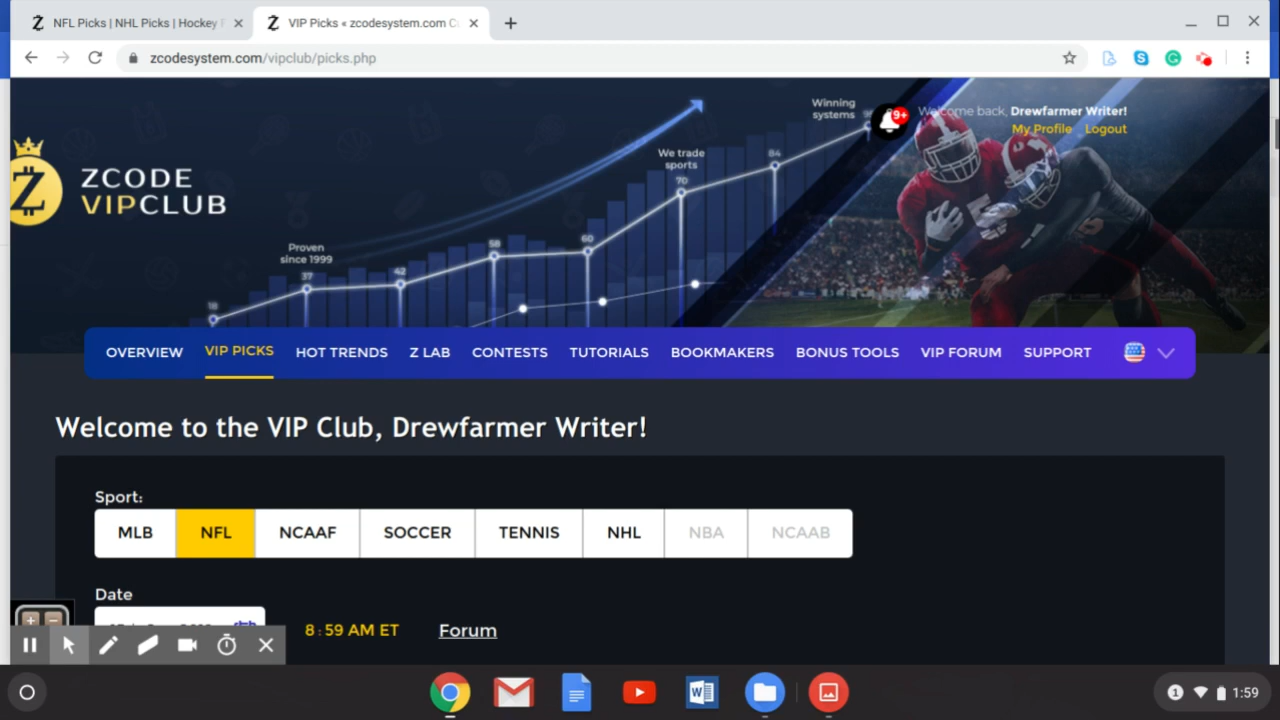 NFL Picks | NHL Picks | Hockey
VIP Picks « zcodesystem.com
zcodesystem.com/vipclub/picks.php
Winning
systems
9+
Welcome back, Drewfarmer Writer!
My Profile Logout
We trade
sports
84
70
ZCODE
VIPCLUB
Proven
since 1999
18
37
42
58
60
OVERVIEW
VIP PICKS
HOT TRENDS
Z LAB
CONTESTS
TUTORIALS
BOOKMAKERS
BONUS TOOLS
VIP FORUM
SUPPORT
Welcome to the VIP Club, Drewfarmer Writer!
Sport:
MLB
NFL
NCAAF
SOCCER
TENNIS
NHL
NBA
NCAAB
Date
8:59 AM ET
Forum
1
1:59